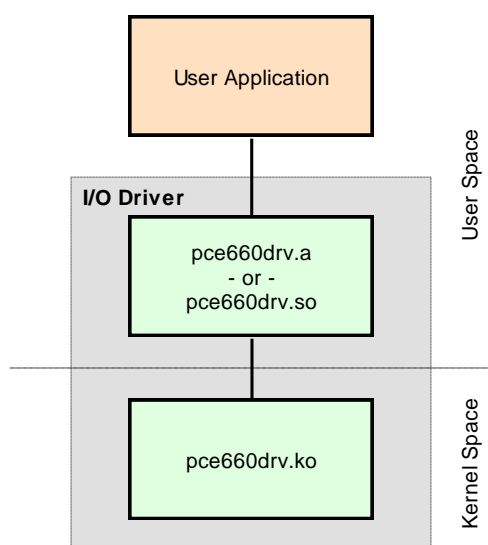 User Application
User Space
I/O Driver
pce660drv.a
- or -
pce660drv.so
pce660drv.ko
Kernel Space